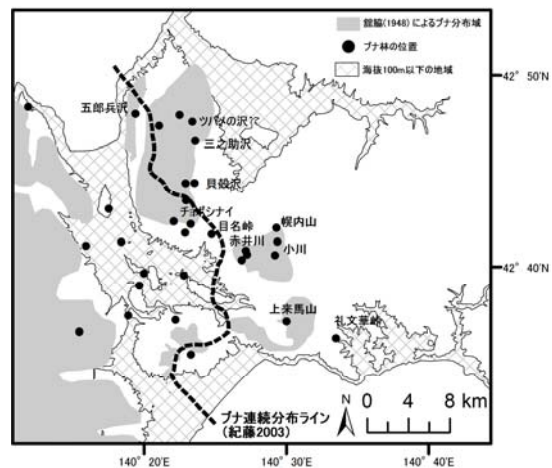 舘脇(1948)によるブナ分布域
ブナ林の位置
海抜100m以下の地域
42° 50'N
五郎兵沢
ツバメの沢
三之助沢
貝殻沢
チョポシナイ
目名峠
幌内山
赤井川
小川
42° 40'N
上来馬山
礼文華峠
N
0 4 8 km
ブナ連続分布ライン
(紀藤2003)
140° 20'E
140° 30'E
140° 40'E